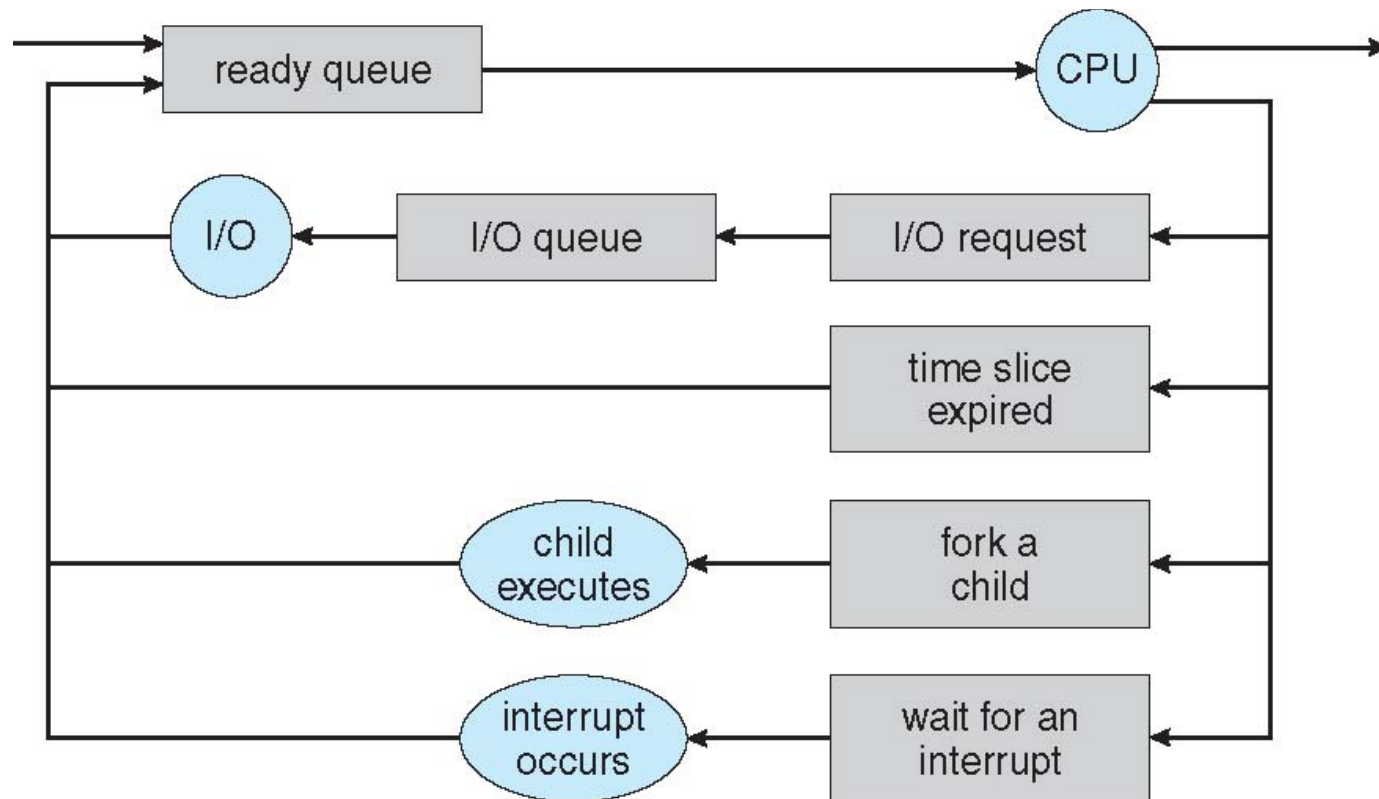 ready queue
CPU
I/O
I/O queue
I/O request
time slice
expired
child
executes
fork a
child
interrupt
occurs
wait for an
interrupt